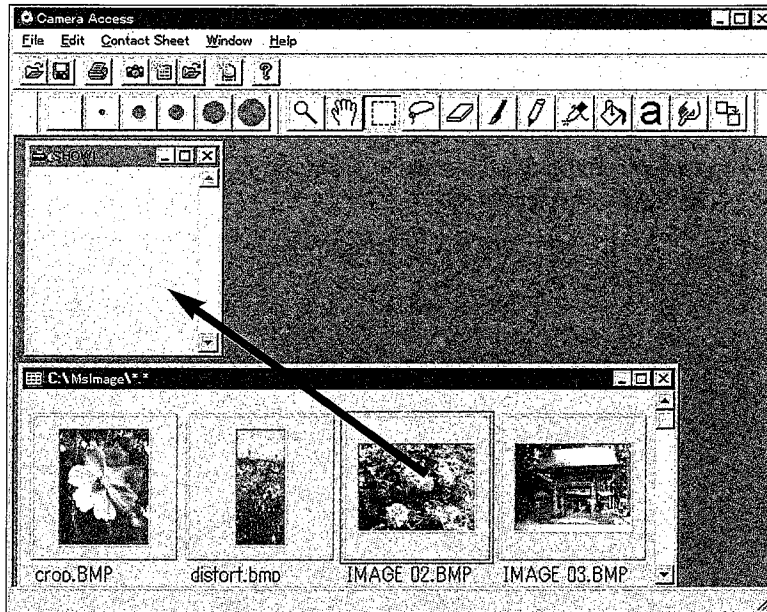 Camera Access
File Edit Contact Sheet Window Help
a
SHOW1
C:\MsImage\*.*
crop.BMP distort.bmp IMAGE 02.BMP IMAGE 03.BMP